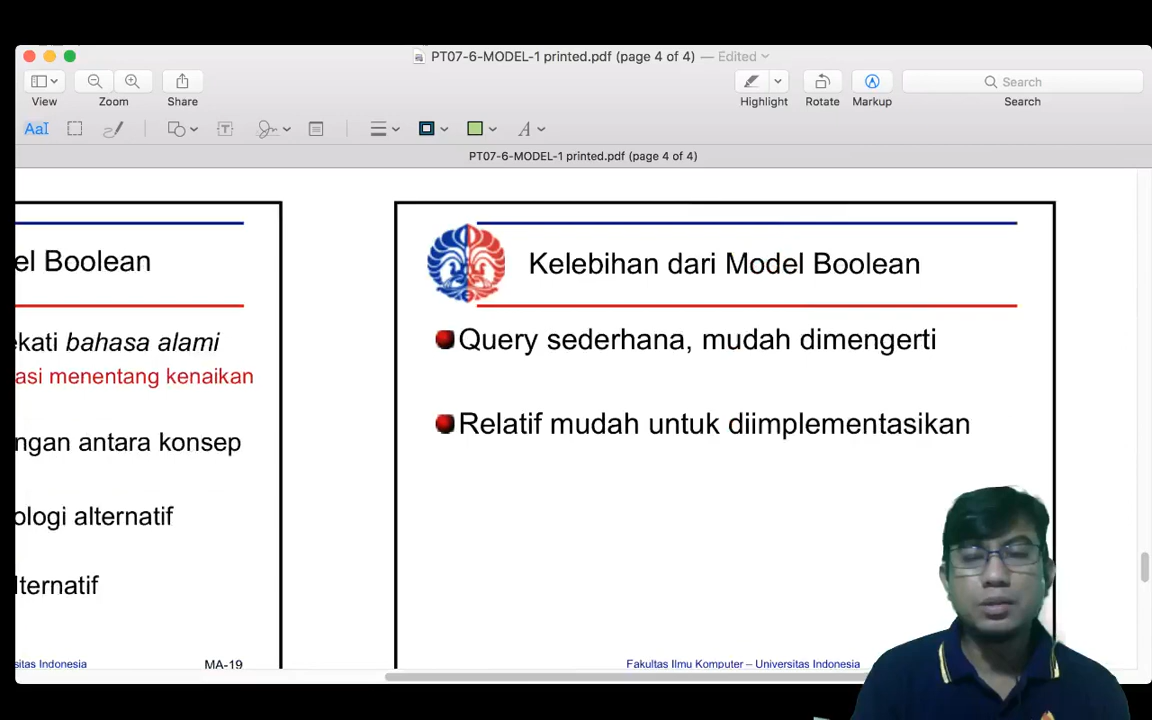 PT07-6-MODEL-1 printed.pdf (page 4 of 4) — Edited
Search
View
Zoom
Share
Highlight
Rotate
Markup
Search
AaI
T
A
PT07-6-MODEL-1 printed.pdf (page 4 of 4)
el Boolean
ekati bahasa alami
asi menentang kenaikan
ngan antara konsep
ologi alternatif
lternatif
sitas Indonesia
MA-19
Kelebihan dari Model Boolean
Query sederhana, mudah dimengerti
Relatif mudah untuk diimplementasikan
Fakultas Ilmu Komputer – Universitas Indonesia